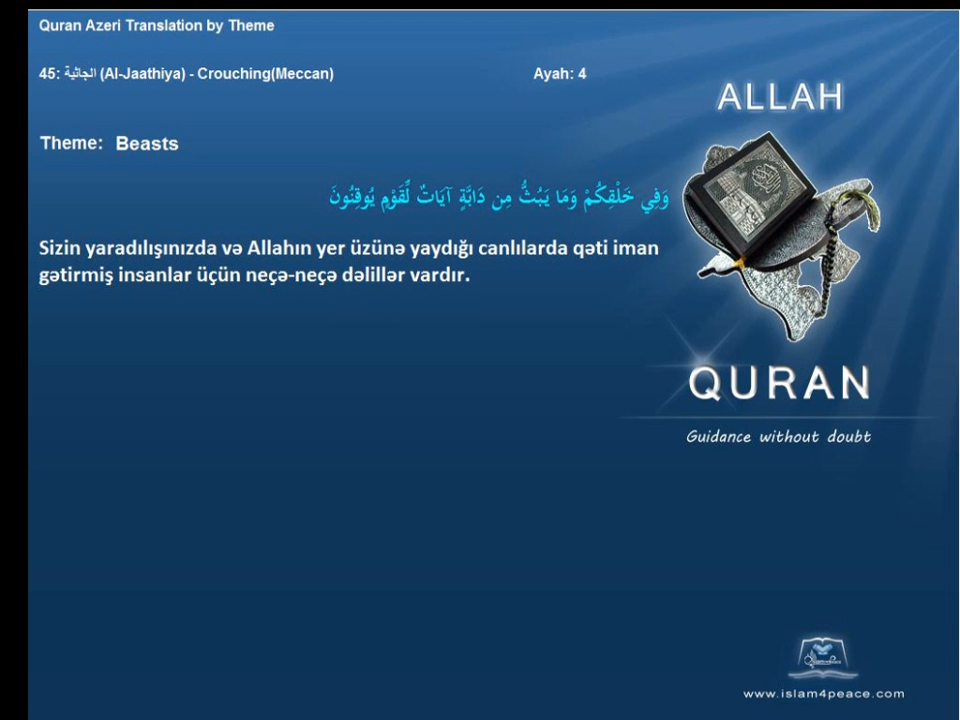 Quran Azeri Translation by Theme
45: الجاثية (Al-Jaathiya) - Crouching(Meccan)
Ayah: 4
Theme: Beasts
وَفِي خَلْقِكُمْ وَمَا يَبُثُّ مِن دَابَّةٍ آيَاتٌ لِّقَوْمٍ يُوقِنُونَ
Sizin yaradılışınızda və Allahın yer üzünə yaydığı canlılarda qəti iman
gətirmiş insanlar üçün neçə-neçə dəlillər vardır.
ALLAH
QURAN
Guidance without doubt
www.islam4peace.com